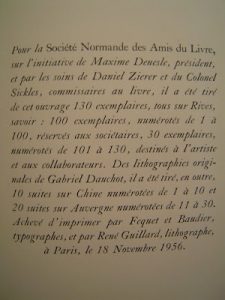 Pour la Société Normande des Amis du Livre,
sur l'initiative de Maxime Denesle, président,
et par les soins de Daniel Zierer et du Colonel
Sickles, commissaires au livre, il a été tiré
de cet ouvrage 130 exemplaires, tous sur Rives,
savoir : 100 exemplaires, numérotés de 1 à
100, réservés aux sociétaires. 30 exemplaires,
numérotés de 101 à 130, destinés à l'artiste
et aux collaborateurs. Des lithographies origi-
nales de Gabriel Dauchot, il a été tiré, en outre,
10 suites sur Chine numérotées de 1 à 10 et
20 suites sur Auvergne numérotées de 11 à 30.
Achevé d'imprimer par Fequet et Baudier,
typographes, et par René Guillard, lithographe,
à Paris, le 18 Novembre 1956.